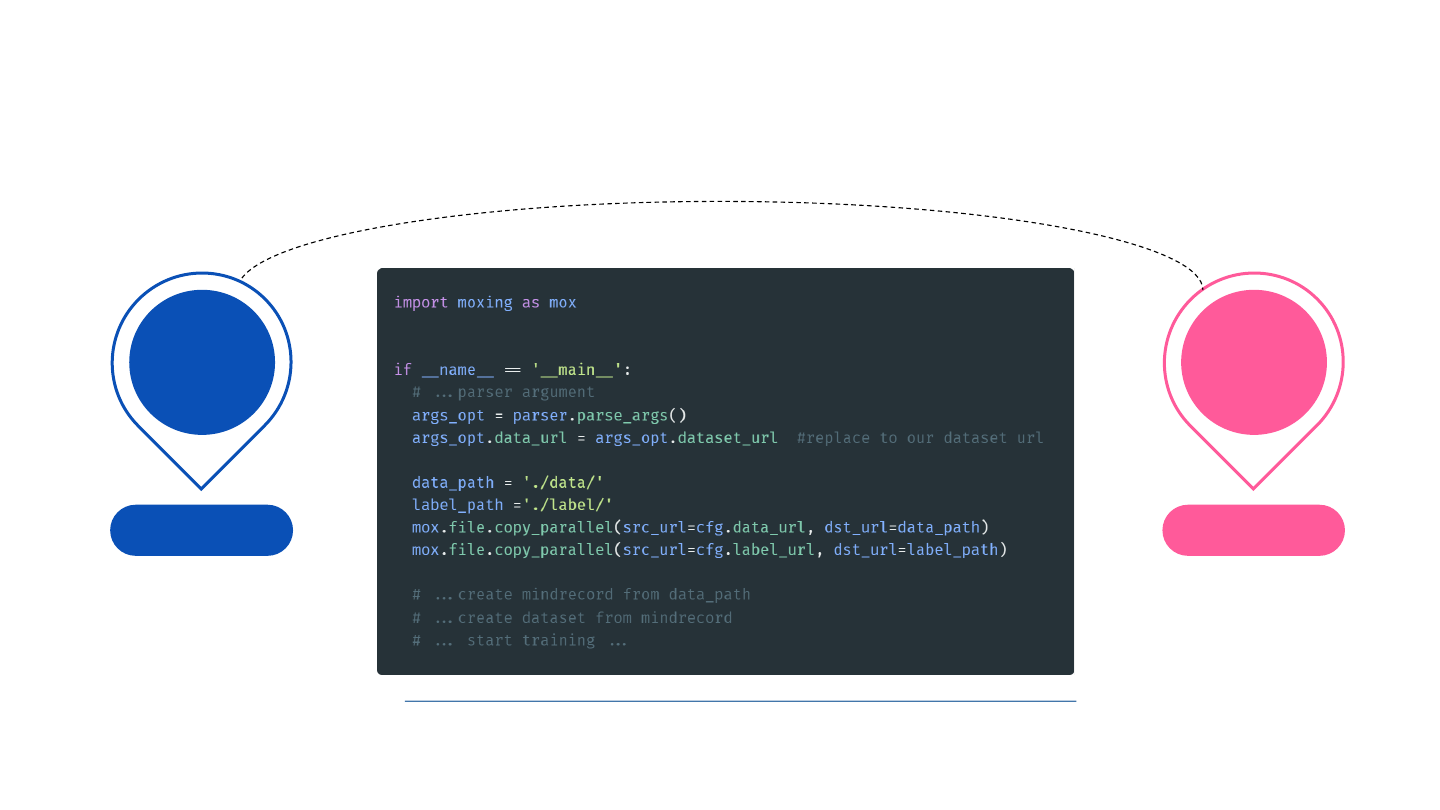 import moxing as mox
if __name__ == '__main__':
# ...parser argument
args_opt = parser.parse_args()
args_opt.data_url = args_opt.dataset_url  #replace to our dataset url
data_path = './data/'
label_path ='./label/'
mox.file.copy_parallel(src_url=cfg.data_url, dst_url=data_path)
mox.file.copy_parallel(src_url=cfg.label_url, dst_url=label_path)
# ...create mindrecord from data_path
# ...create dataset from mindrecord
# ... start training ...